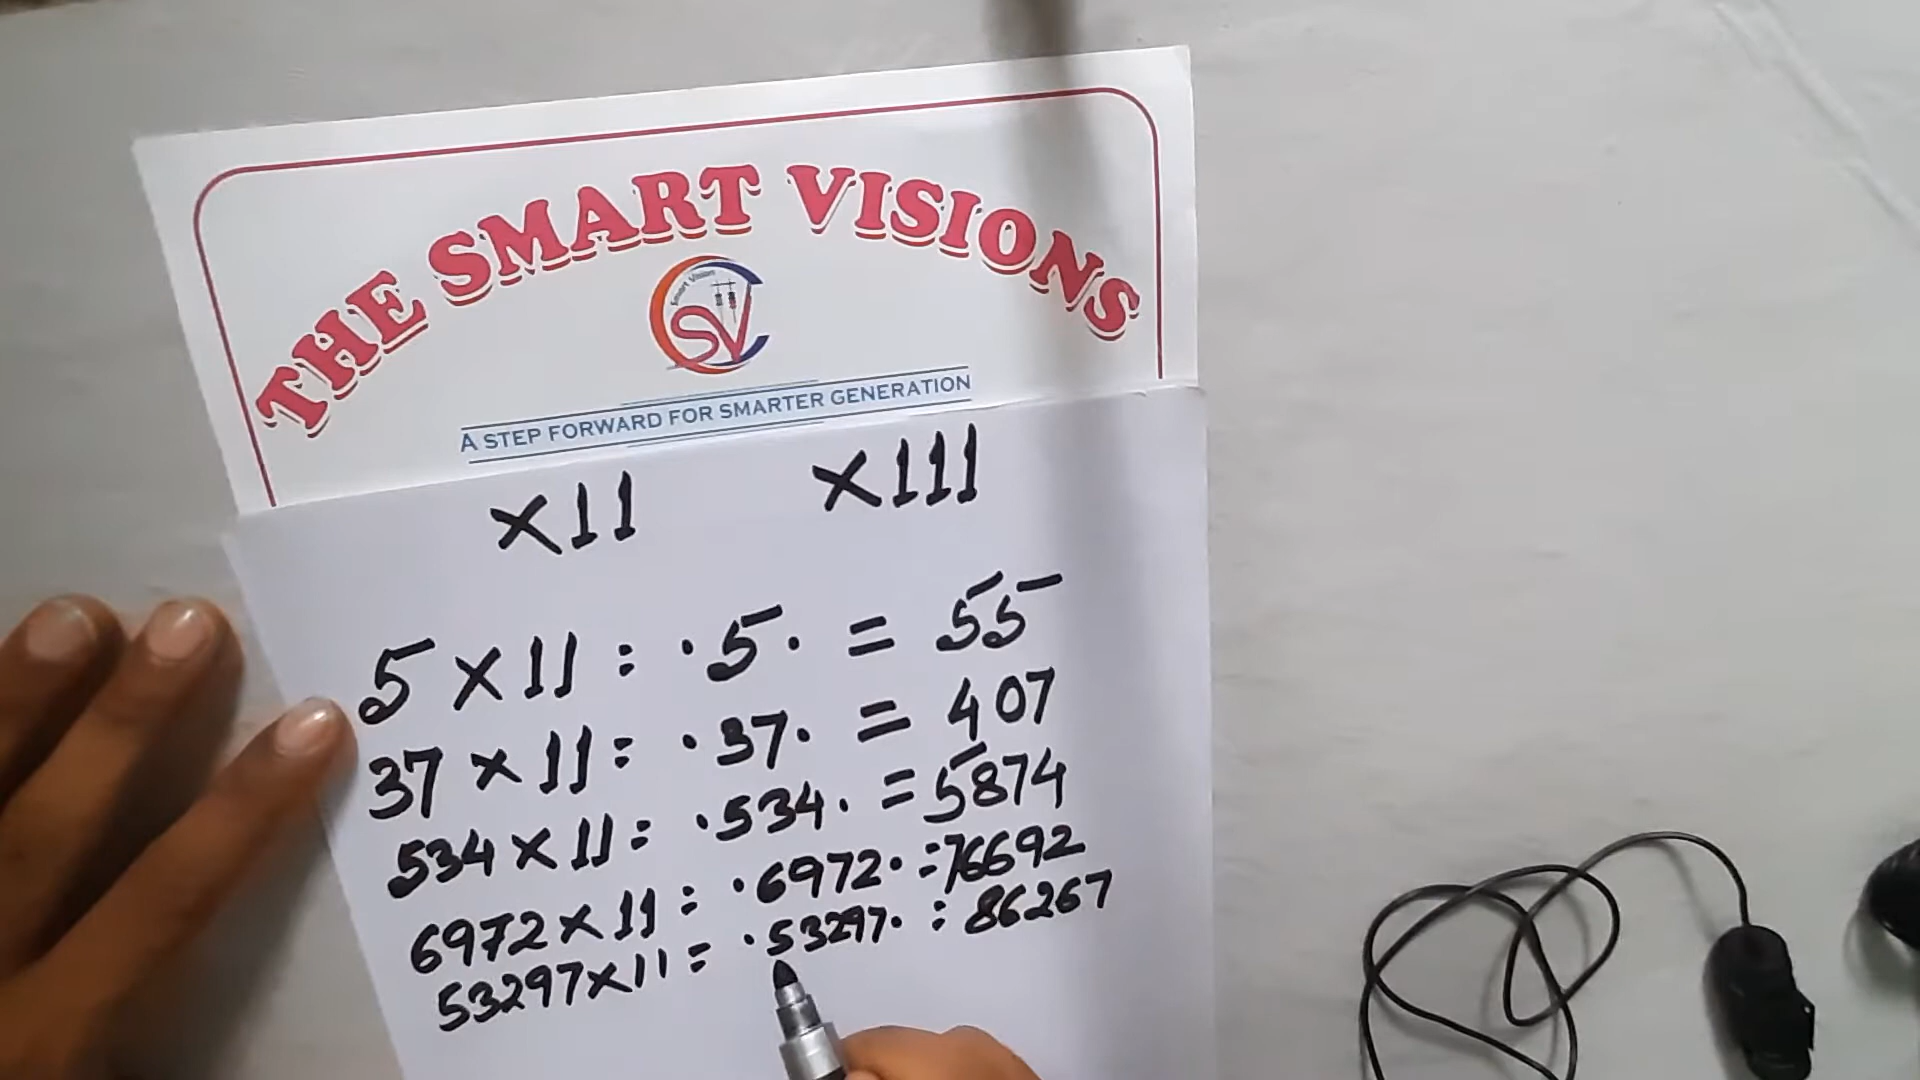 THE SMART VISIONS
Smart Vision
SV
A STEP FORWARD FOR SMARTER GENERATION
×11 ×111
5 × 11 : .5. = 55
37 × 11 : .37. = 407
534 × 11 : .534. = 5874
6972 × 11 : .6972. : 76692
53297 × 11 = .53297. : 86267